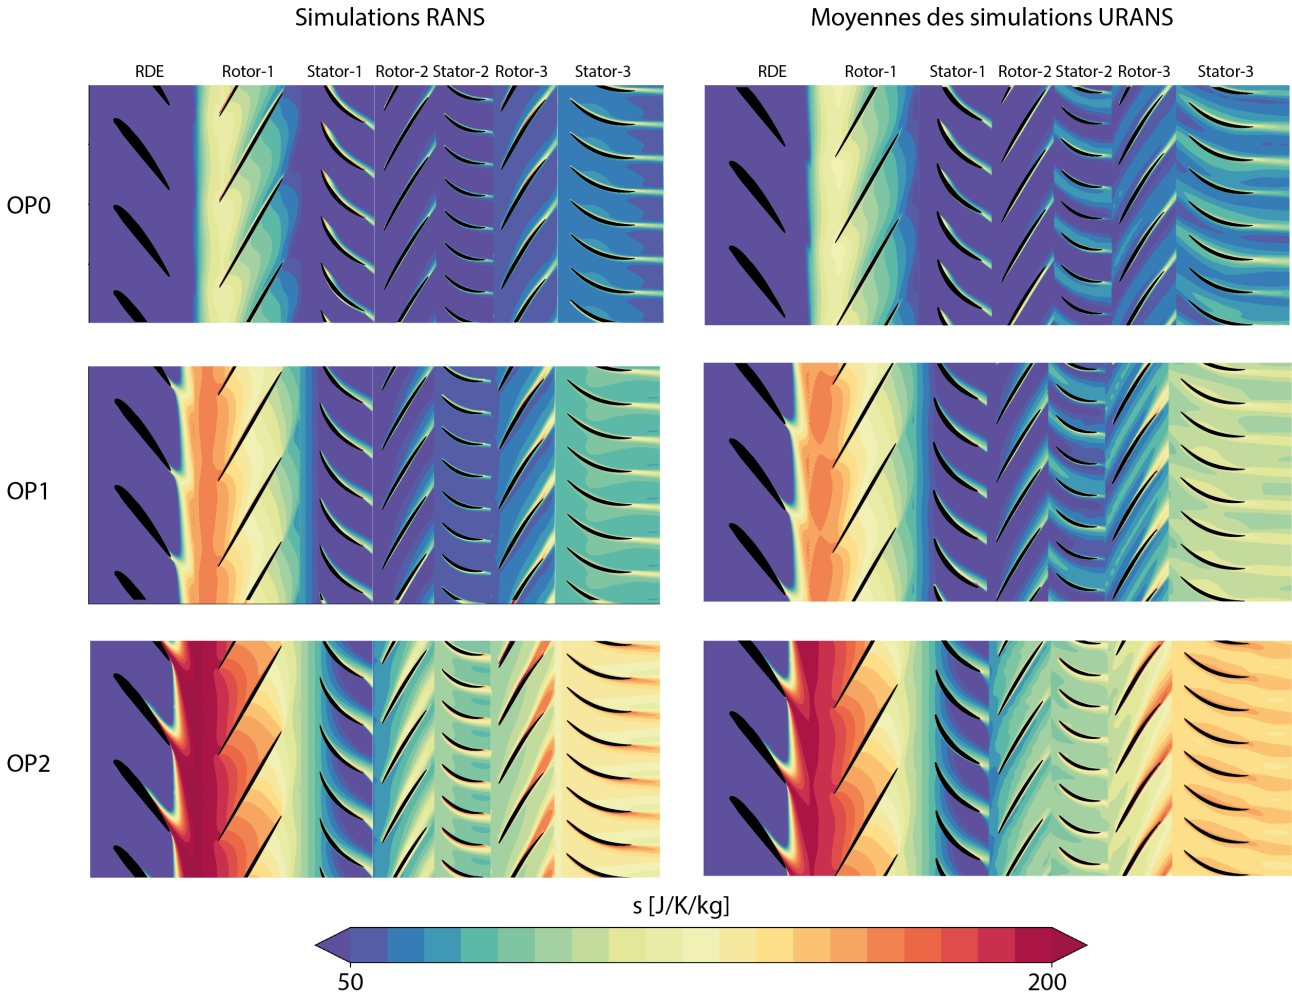 Simulations RANS
Moyennes des simulations URANS
RDE Rotor-1 Stator-1 Rotor-2 Stator-2 Rotor-3 Stator-3
RDE Rotor-1 Stator-1 Rotor-2 Stator-2 Rotor-3 Stator-3
OP0
OP1
OP2
s [J/K/kg]
50 200